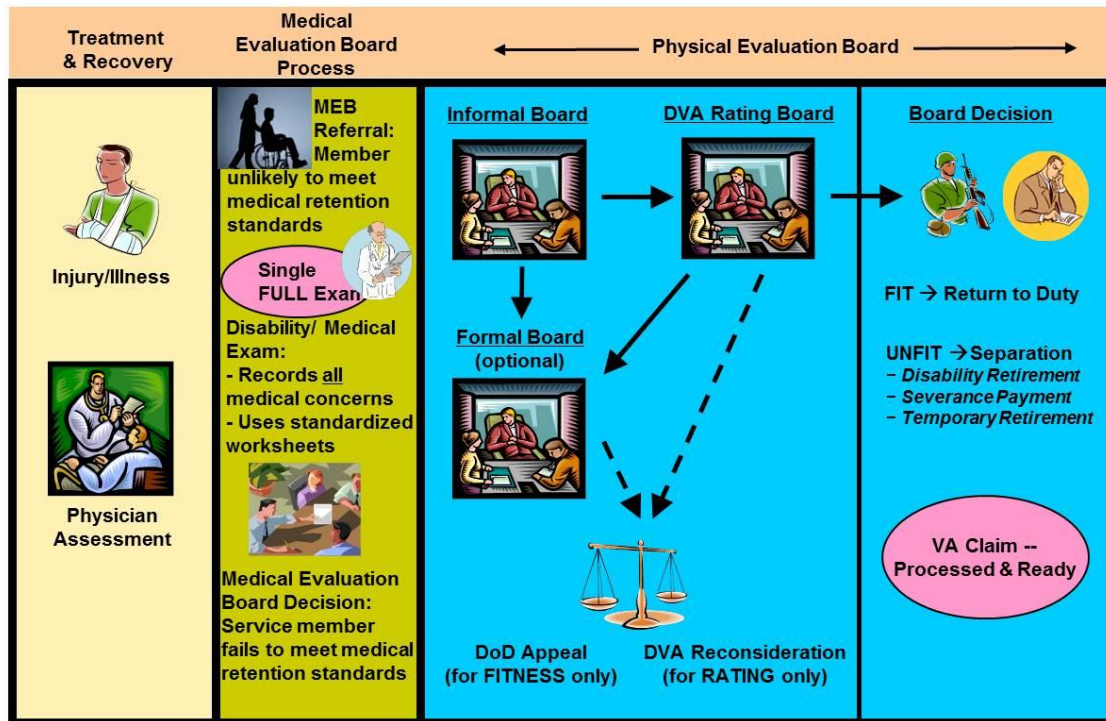 Treatment
& Recovery
Medical
Evaluation Board
Process
Physical Evaluation Board
Injury/Illness
Physician
Assessment
MEB
Referral:
Member
unlikely to meet
medical retention
standards
Single
FULL Exam
Disability/ Medical
Exam:
- Records all
medical concerns
- Uses standardized
worksheets
Medical Evaluation
Board Decision:
Service member
fails to meet medical
retention standards
Informal Board
DVA Rating Board
Formal Board
(optional)
DoD Appeal
(for FITNESS only)
DVA Reconsideration
(for RATING only)
Board Decision
FIT → Return to Duty
UNFIT → Separation
– Disability Retirement
– Severance Payment
– Temporary Retirement
VA Claim --
Processed & Ready